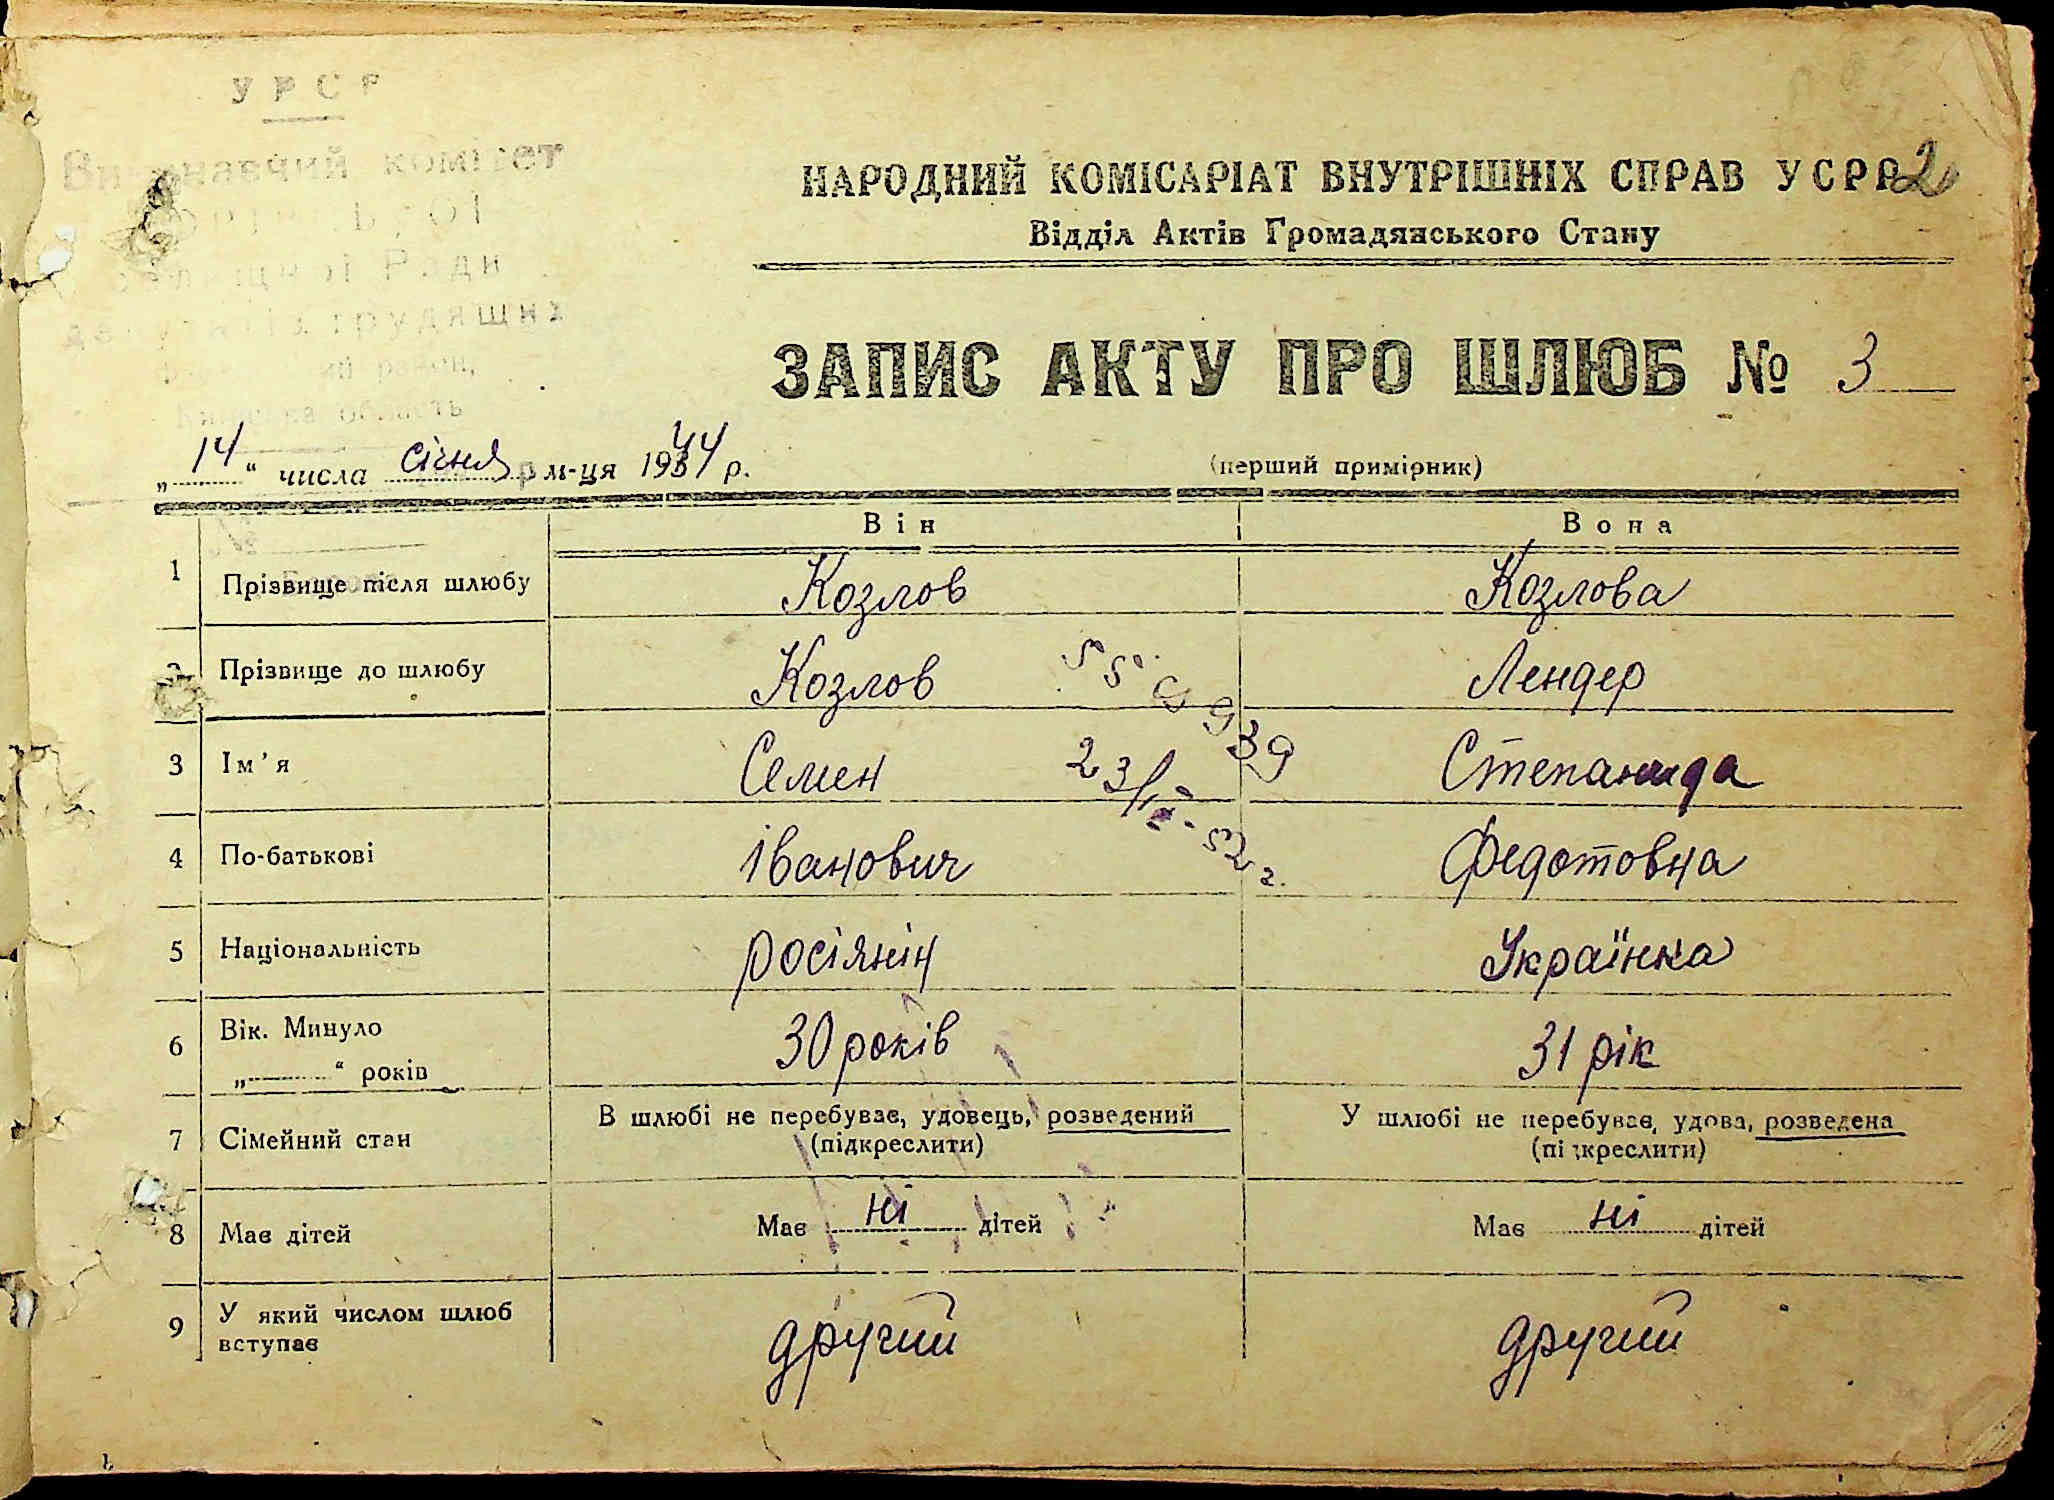 УРСР
Виконавчий комітет
Ради
трудящих
область
НАРОДНИЙ КОМІСАРІАТ ВНУТРІШНІХ СПРАВ УСРР 2
Відділ Актів Громадянського Стану
ЗАПИС АКТУ ПРО ШЛЮБ № 3
„14“ числа січня м-ця 1944 р.
(перший примірник)
Він Вона
1 Прізвище після шлюбу Козлов Козлова
2 Прізвище до шлюбу Козлов Лендер
3 Ім'я Семен Степанида
4 По-батькові Іванович Федотовна
5 Національність росіянін Українка
6 Вік. Минуло 30 років 31 рік
„ “ років
7 Сімейний стан В шлюбі не перебуває, удовець, розведений У шлюбі не перебуває, удова, розведена
(підкреслити) (підкреслити)
8 Має дітей Має ні дітей Має ні дітей
9 У який числом шлюб другий другий
вступає